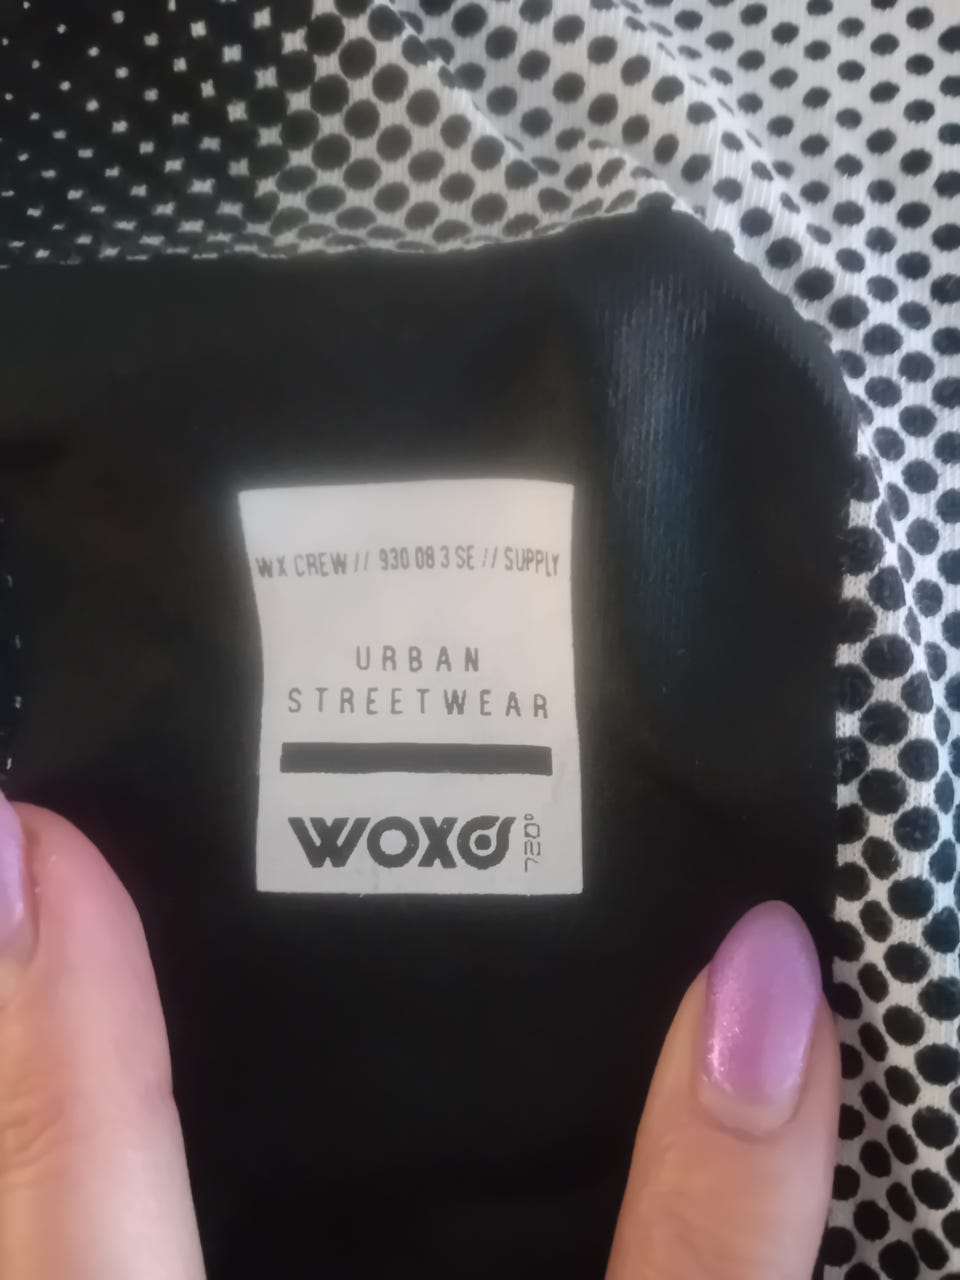 WX CREW // 930 08 3 SE // SUPPLY
URBAN
STREETWEAR
WOXO 720°